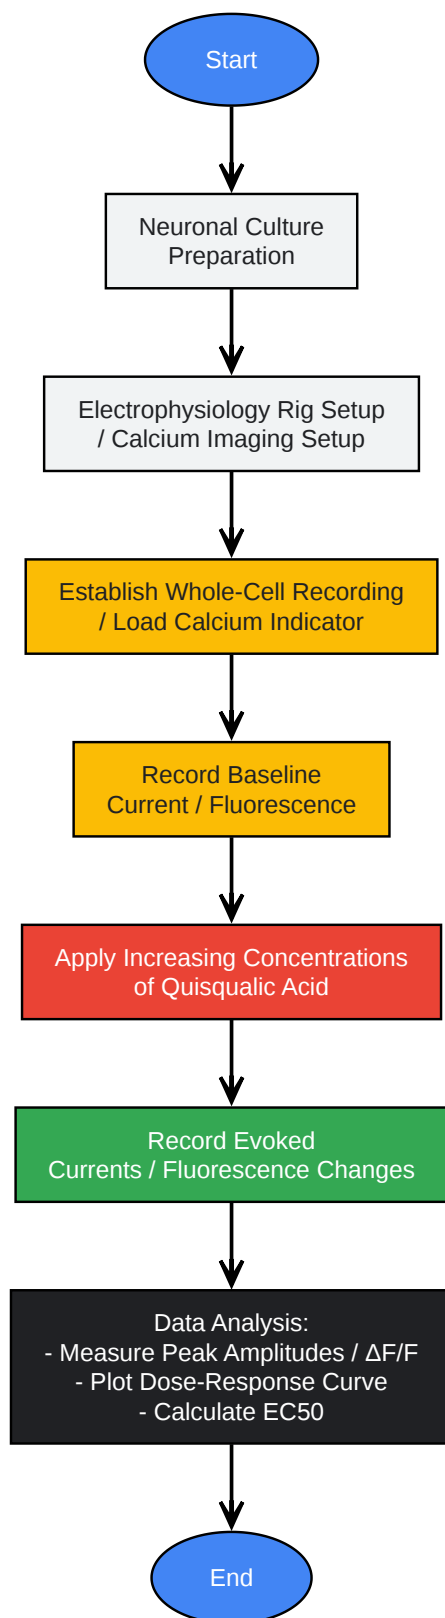 Start
Neuronal Culture
Preparation
Electrophysiology Rig Setup
/ Calcium Imaging Setup
Establish Whole-Cell Recording
/ Load Calcium Indicator
Record Baseline
Current / Fluorescence
Apply Increasing Concentrations
of Quisqualic Acid
Record Evoked
Currents / Fluorescence Changes
Data Analysis:
- Measure Peak Amplitudes / ΔF/F
- Plot Dose-Response Curve
- Calculate EC50
End